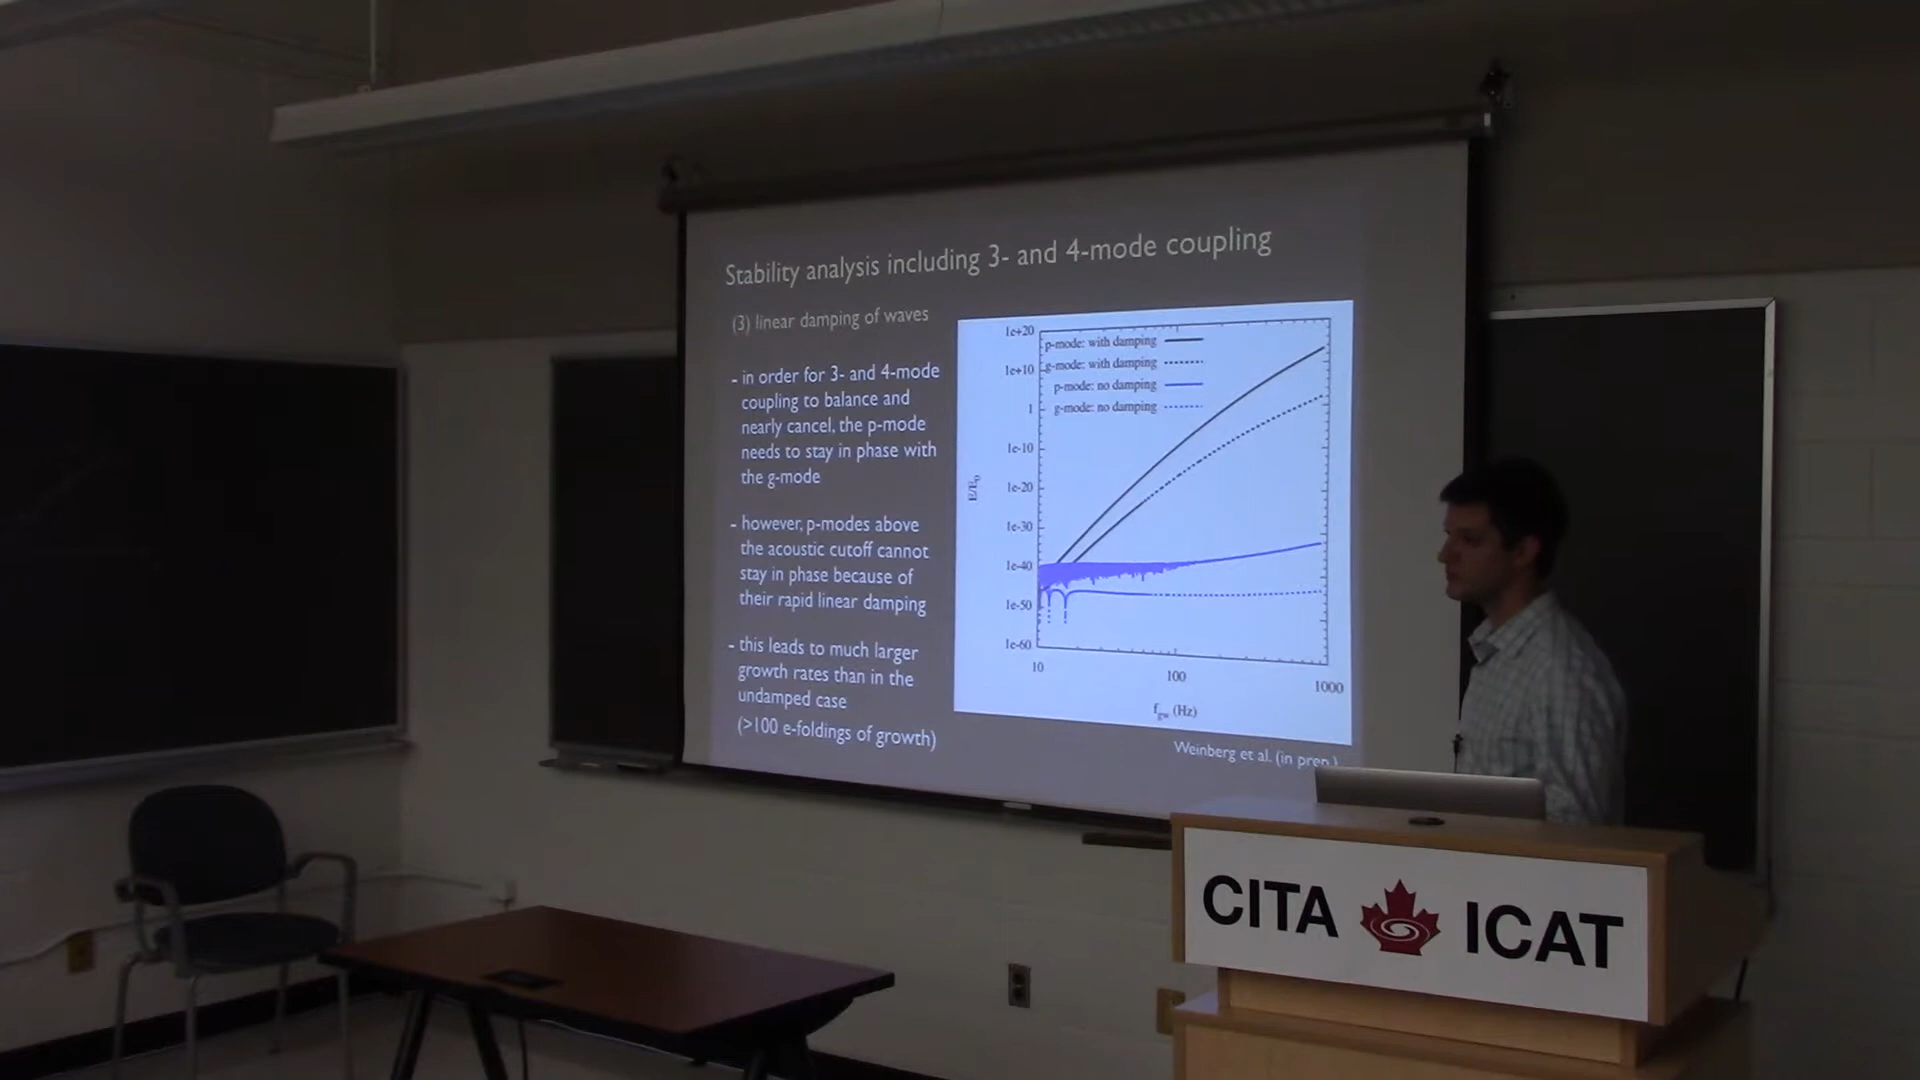 Stability analysis including 3- and 4-mode coupling
(3) linear damping of waves
- in order for 3- and 4-mode
coupling to balance and
nearly cancel, the p-mode
needs to stay in phase with
the g-mode
- however, p-modes above
the acoustic cutoff cannot
stay in phase because of
their rapid linear damping
- this leads to much larger
growth rates than in the
undamped case
(>100 e-foldings of growth)
p-mode: with damping
g-mode: with damping
p-mode: no damping
g-mode: no damping
1e+20
1e+10
1
1e-10
1e-20
1e-30
1e-40
1e-50
1e-60
E/E0
10
100
1000
fgw (Hz)
Weinberg et al. (in prep.)
CITA ICAT